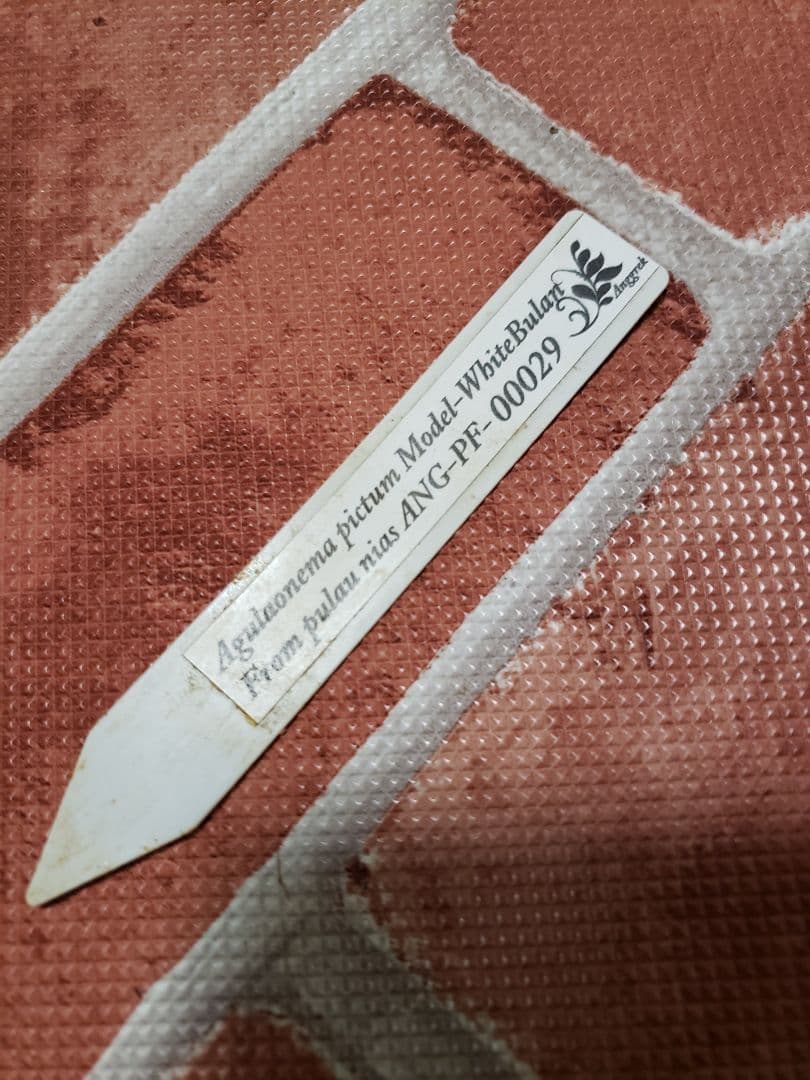 Agulaonema pictum Model-WhiteBulan
From pulau nias ANG-PF-00029
Anggrek